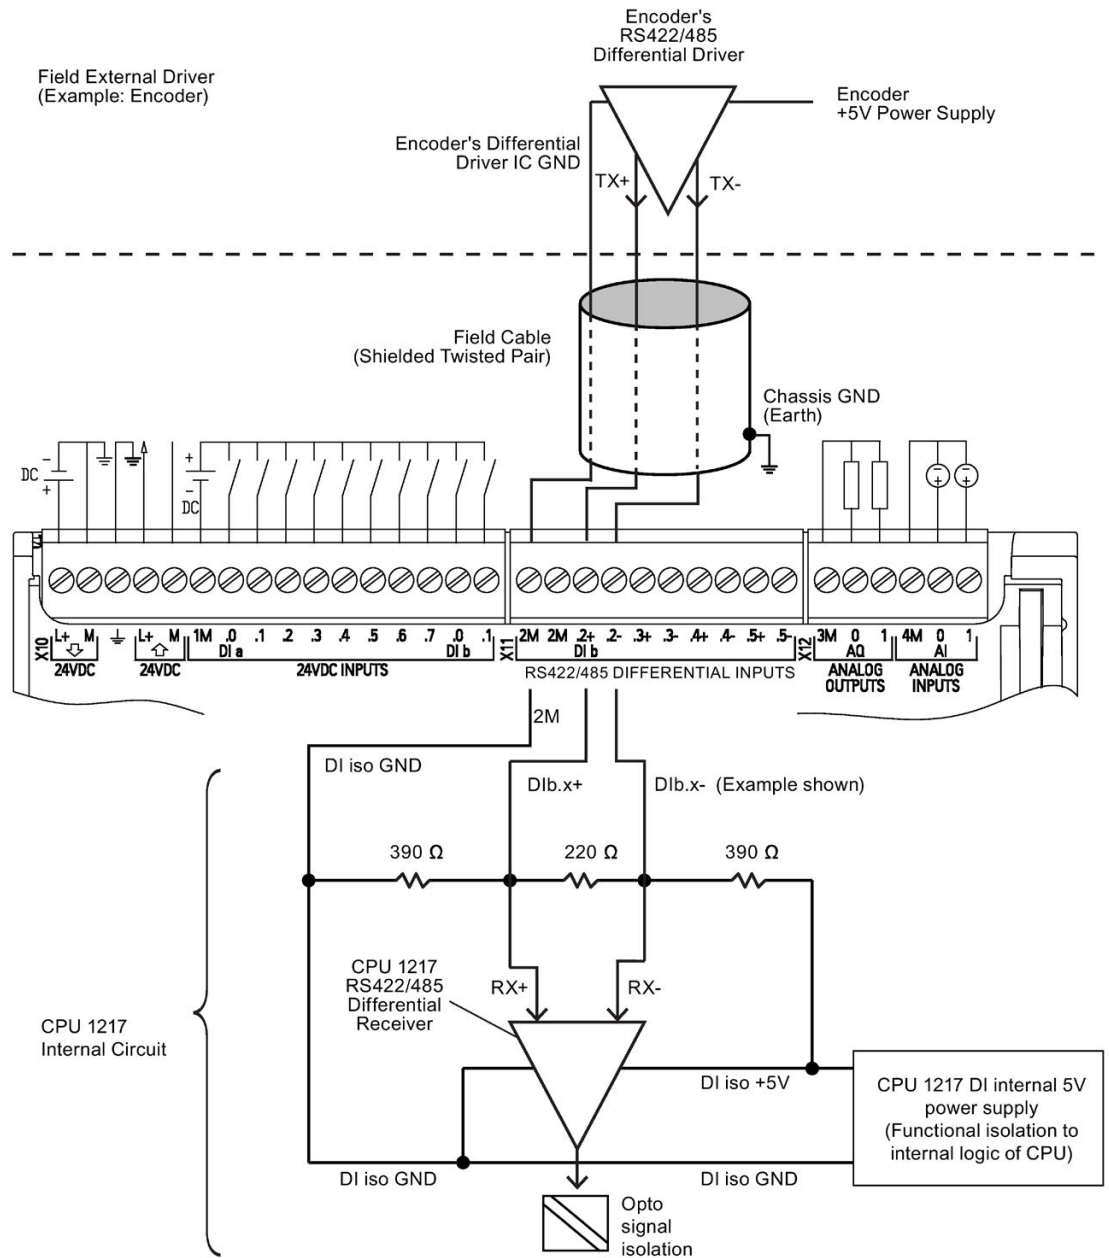 Encoder's
RS422/485
Differential Driver
Field External Driver
(Example: Encoder)
Encoder
+5V Power Supply
Encoder's Differential
Driver IC GND
TX+
TX-
Field Cable
(Shielded Twisted Pair)
Chassis GND
(Earth)
- + DC
+ - DC
+ +
X10 L+ M L+ M 1M .0 .1 .2 .3 .4 .5 .6 .7 .0 .1 X11 2M 2M .2+ .2- .3+ .3- .4+ .4- .5+ .5- X12 3M 0 1 4M 0 1
DI a DI b DI b AQ AI
24VDC 24VDC 24VDC INPUTS RS422/485 DIFFERENTIAL INPUTS ANALOG OUTPUTS ANALOG INPUTS
2M
DI iso GND
DIb.x+
DIb.x- (Example shown)
390 Ω
220 Ω
390 Ω
CPU 1217
RS422/485
Differential
Receiver
RX+
RX-
CPU 1217
Internal Circuit
DI iso +5V
CPU 1217 DI internal 5V
power supply
(Functional isolation to
internal logic of CPU)
DI iso GND
DI iso GND
Opto
signal
isolation